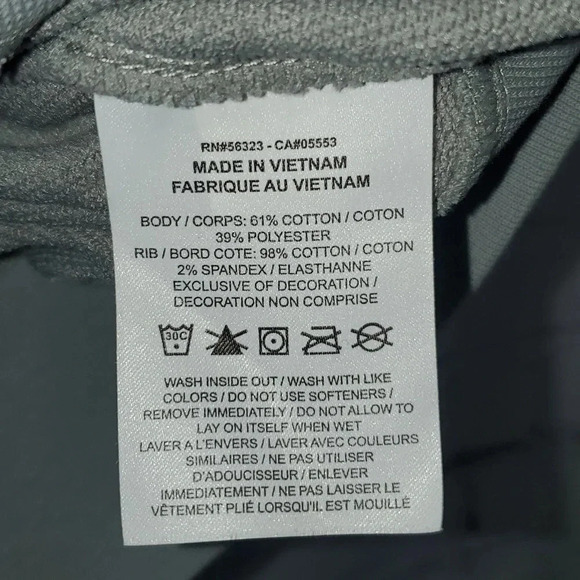 RN#56323 - CA#05553
MADE IN VIETNAM
FABRIQUE AU VIETNAM
BODY / CORPS: 61% COTTON / COTON
39% POLYESTER
RIB / BORD COTE: 98% COTTON / COTON
2% SPANDEX / ELASTHANNE
EXCLUSIVE OF DECORATION /
DECORATION NON COMPRISE
30C
WASH INSIDE OUT / WASH WITH LIKE
COLORS / DO NOT USE SOFTENERS /
REMOVE IMMEDIATELY / DO NOT ALLOW TO
LAY ON ITSELF WHEN WET
LAVER A L'ENVERS / LAVER AVEC COULEURS
SIMILAIRES / NE PAS UTILISER
D'ADOUCISSEUR / ENLEVER
IMMEDIATEMENT / NE PAS LAISSER LE
VÊTEMENT PLIÉ LORSQU'IL EST MOUILLÉ